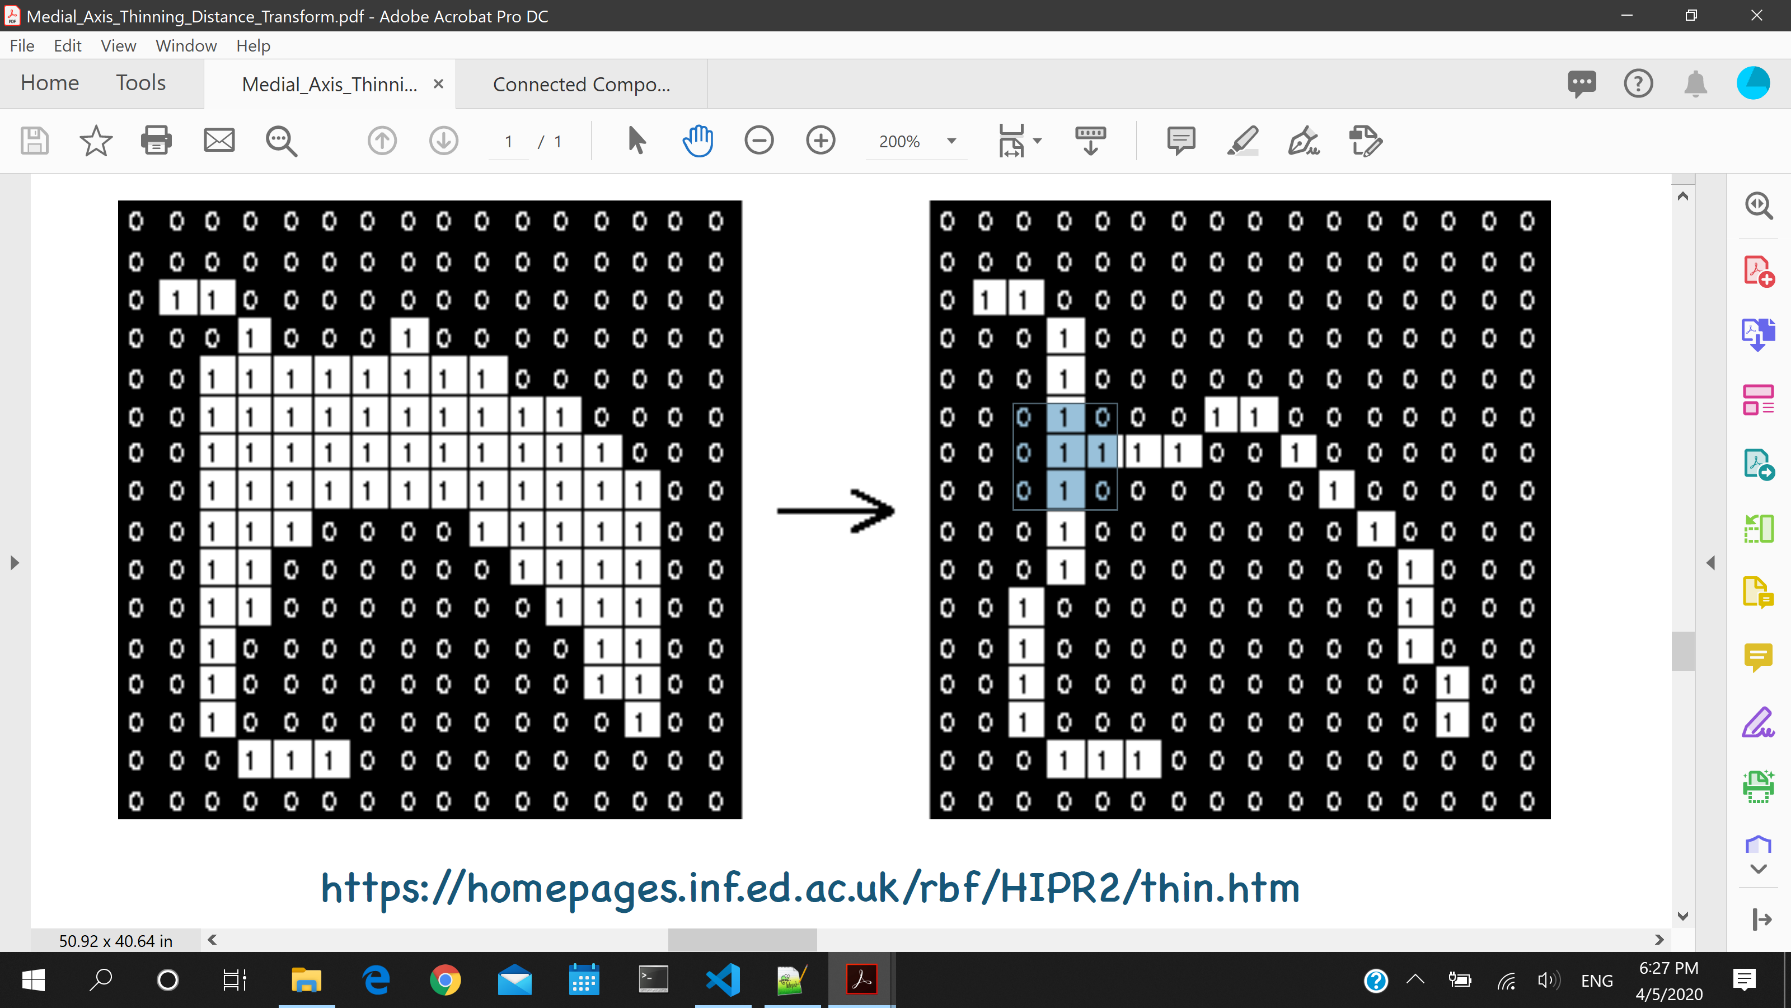 Medial_Axis_Thinning_Distance_Transform.pdf - Adobe Acrobat Pro DC
File Edit View Window Help
Home Tools Medial_Axis_Thinni... × Connected Compo...
1 / 1 200%
0 0 0 0 0 0 0 0 0 0 0 0 0 0 0 0 0 0 0 0 0 0 0 0 0 0 0 0 0 0 0 0
0 0 0 0 0 0 0 0 0 0 0 0 0 0 0 0 0 0 0 0 0 0 0 0 0 0 0 0 0 0 0 0
0 1 1 0 0 0 0 0 0 0 0 0 0 0 0 0 0 1 1 0 0 0 0 0 0 0 0 0 0 0 0 0
0 0 0 1 0 0 0 1 0 0 0 0 0 0 0 0 0 0 0 1 0 0 0 0 0 0 0 0 0 0 0 0
0 0 1 1 1 1 1 1 1 1 0 0 0 0 0 0 0 0 0 1 0 0 0 0 0 0 0 0 0 0 0 0
0 0 1 1 1 1 1 1 1 1 1 1 0 0 0 0 0 0 0 1 0 0 0 1 1 0 0 0 0 0 0 0
0 0 1 1 1 1 1 1 1 1 1 1 1 0 0 0 0 0 0 1 1 1 1 0 0 1 0 0 0 0 0 0
0 0 1 1 1 1 1 1 1 1 1 1 1 1 0 0 0 0 0 1 0 0 0 0 0 0 1 0 0 0 0 0
0 0 1 1 1 0 0 0 0 1 1 1 1 1 0 0 0 0 0 1 0 0 0 0 0 0 0 1 0 0 0 0
0 0 1 1 0 0 0 0 0 0 1 1 1 1 0 0 0 0 0 1 0 0 0 0 0 0 0 0 1 0 0 0
0 0 1 1 0 0 0 0 0 0 0 1 1 1 0 0 0 0 1 0 0 0 0 0 0 0 0 0 1 0 0 0
0 0 1 0 0 0 0 0 0 0 0 0 1 1 0 0 0 0 1 0 0 0 0 0 0 0 0 0 1 0 0 0
0 0 1 0 0 0 0 0 0 0 0 0 1 1 0 0 0 0 1 0 0 0 0 0 0 0 0 0 0 1 0 0
0 0 1 0 0 0 0 0 0 0 0 0 0 1 0 0 0 0 1 0 0 0 0 0 0 0 0 0 0 1 0 0
0 0 0 1 1 1 0 0 0 0 0 0 0 0 0 0 0 0 0 1 1 1 0 0 0 0 0 0 0 0 0 0
0 0 0 0 0 0 0 0 0 0 0 0 0 0 0 0 0 0 0 0 0 0 0 0 0 0 0 0 0 0 0 0
https://homepages.inf.ed.ac.uk/rbf/HIPR2/thin.htm
50.92 x 40.64 in
ENG
6:27 PM
4/5/2020